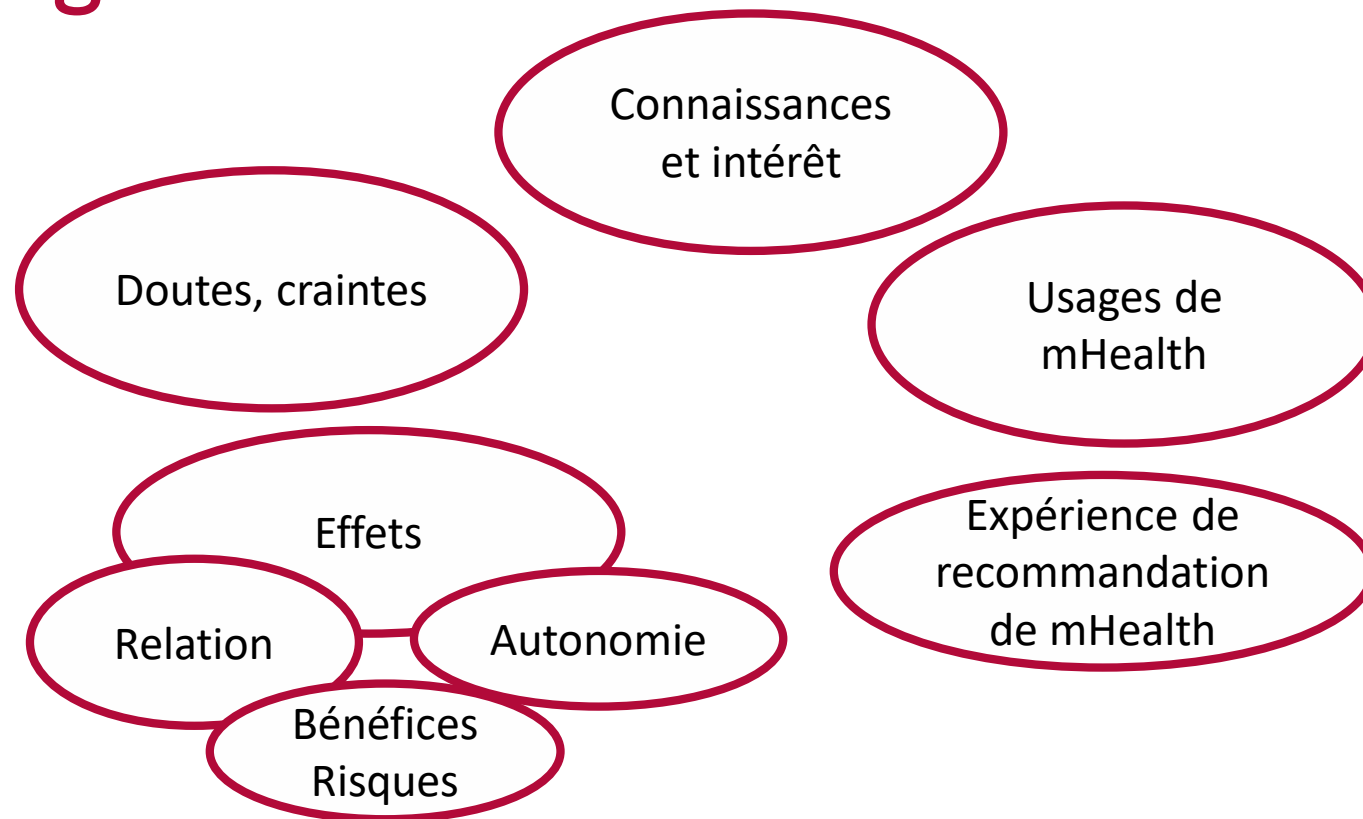 Connaissances
et intérêt
Doutes, craintes
Usages de
mHealth
Effets
Expérience de
recommandation
de mHealth
Relation
Autonomie
Bénéfices
Risques